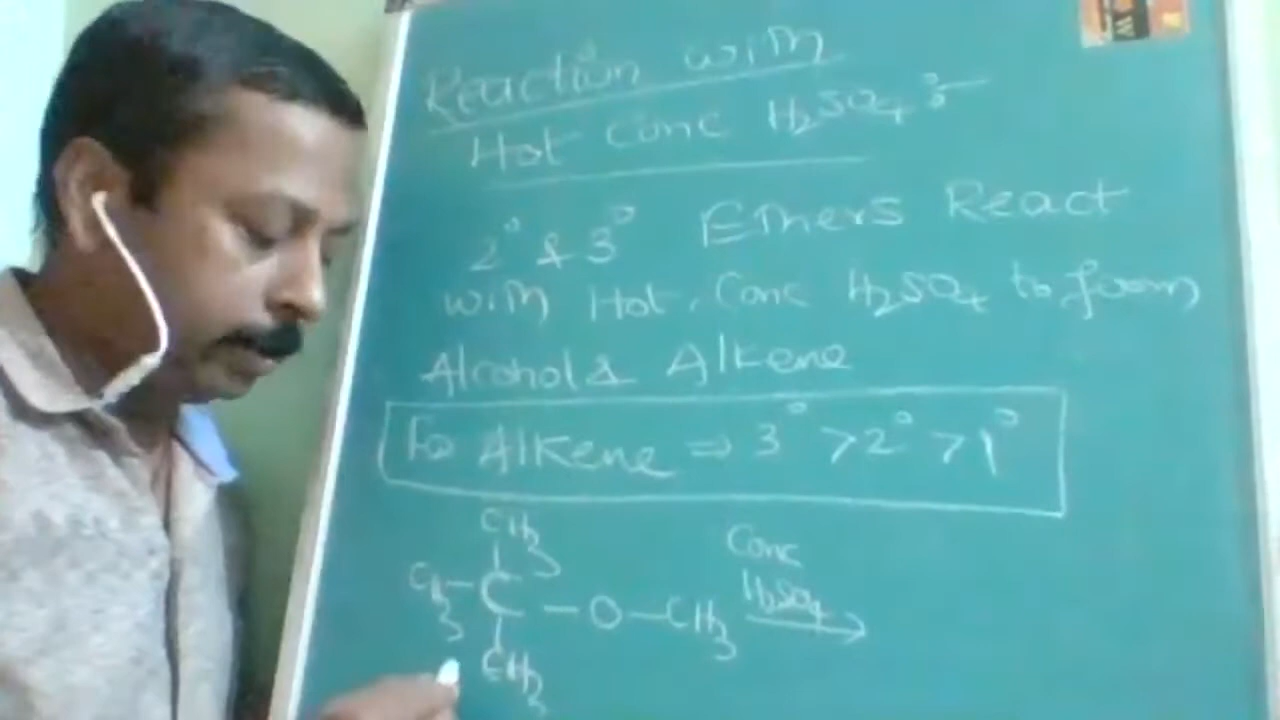 Reaction with
Hot Conc H₂SO₄:-
2° & 3° Ethers React
with Hot. Conc H₂SO₄ to form
Alcohol & Alkene
For Alkene ⇒ 3° > 2° > 1°
CH₃
CH₃-C-O-CH₃ Conc H₂SO₄ →
CH₃